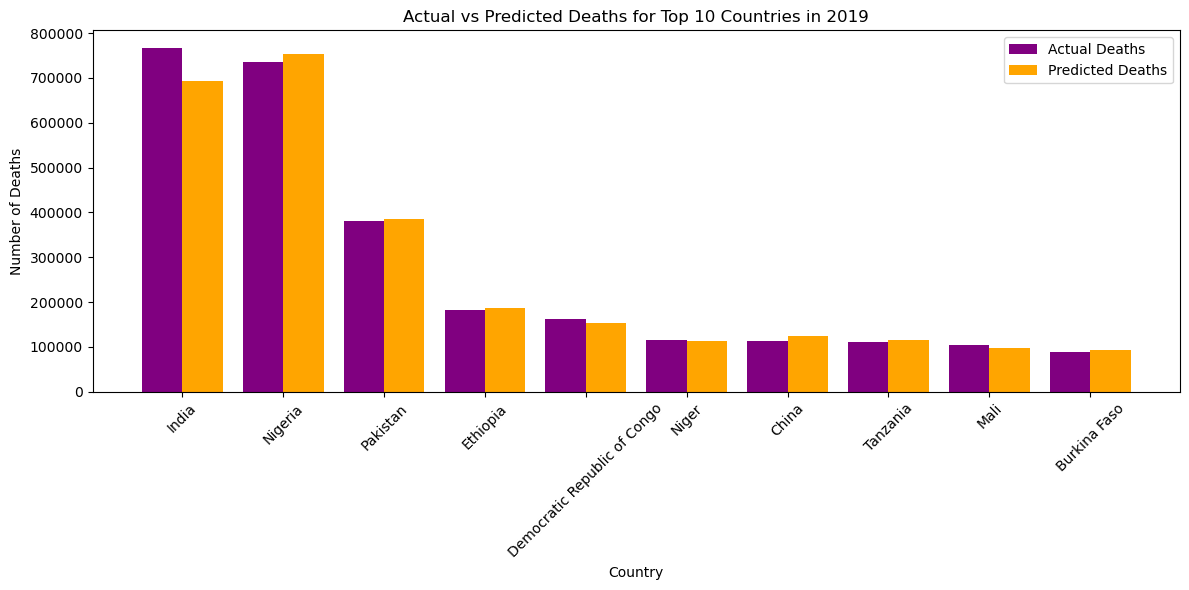 Actual vs Predicted Deaths for Top 10 Countries in 2019
Actual Deaths
Predicted Deaths
Number of Deaths
800000
700000
600000
500000
400000
300000
200000
100000
0
India
Nigeria
Pakistan
Ethiopia
Democratic Republic of Congo
Niger
China
Tanzania
Mali
Burkina Faso
Country